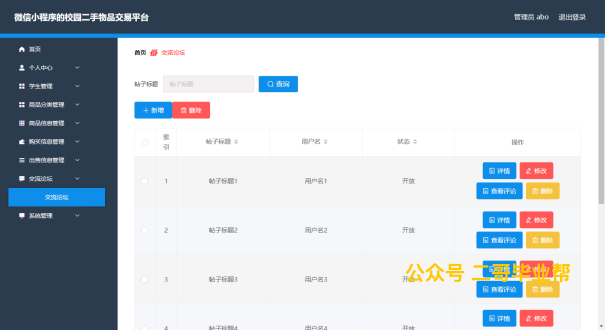 微信小程序的校园二手物品交易平台
管理员 abo 退出登录
首页
个人中心
学生管理
商品分类管理
商品信息管理
购买信息管理
出售信息管理
交流论坛
交流论坛
系统管理
首页 交流论坛
帖子标题 帖子标题 查询
新增 删除
索引 帖子标题 用户名 状态 操作
1 帖子标题1 用户名1 开放 详情 修改
查看评论 删除
2 帖子标题2 用户名2 开放 详情 修改
查看评论 删除
3 帖子标题3 用户名3 开放
公众号 二哥毕业帮
查看评论 删除
4 帖子标题4 用户名4 开放 详情 修改